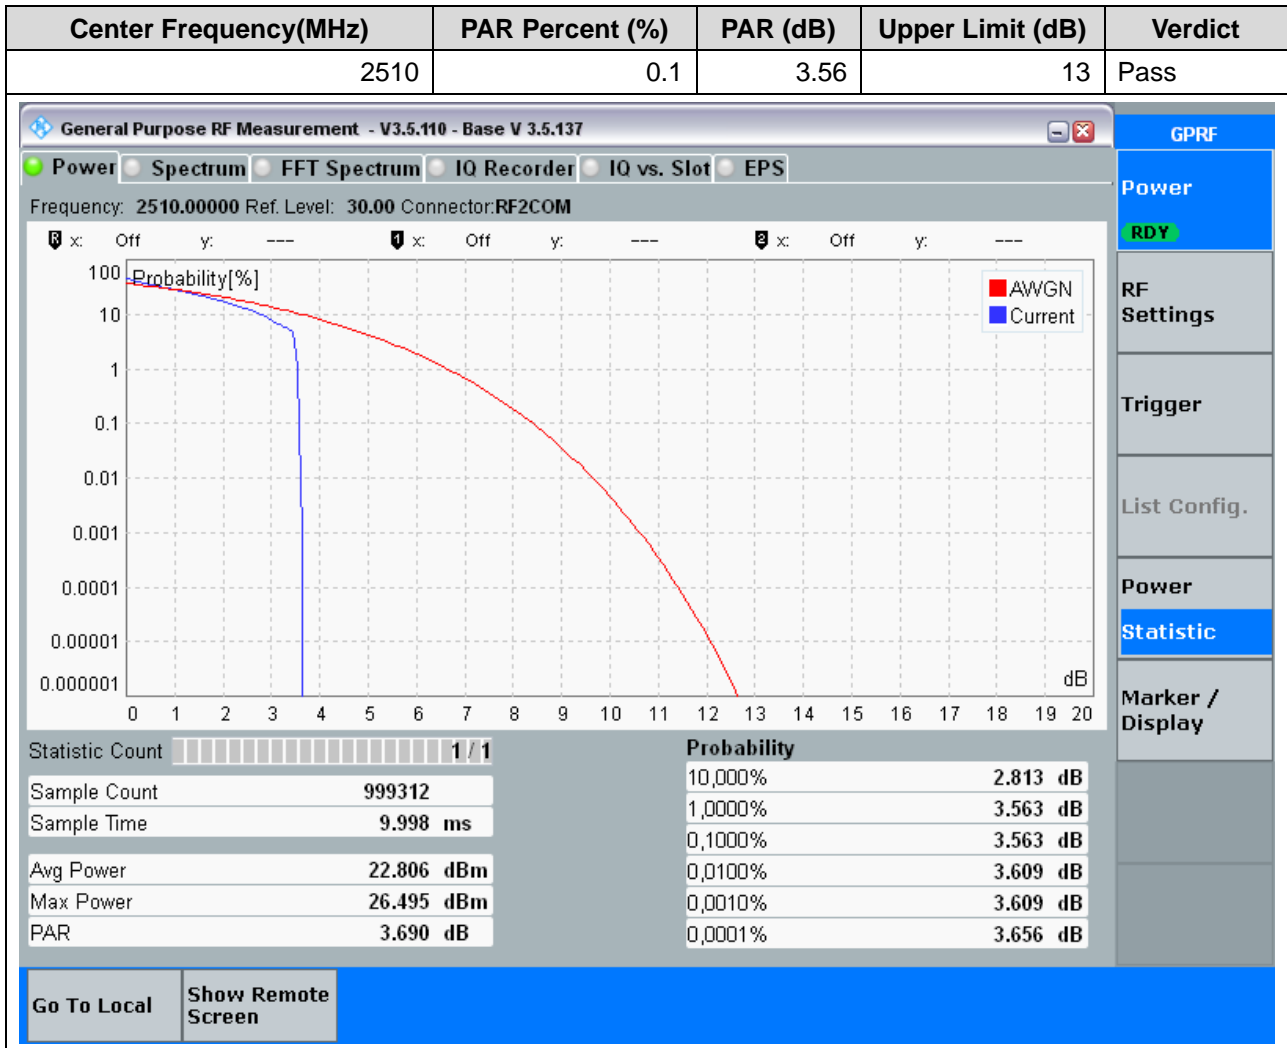 Center Frequency(MHz) PAR Percent (%) PAR (dB) Upper Limit (dB) Verdict
2510 0.1 3.56 13 Pass
General Purpose RF Measurement - V3.5.110 - Base V 3.5.137
GPRF
Power Spectrum FFT Spectrum IQ Recorder IQ vs. Slot EPS
Power
RDY
Frequency: 2510.00000 Ref. Level: 30.00 Connector:RF2COM
R x: Off y: --- 1 x: Off y: --- 2 x: Off y: ---
Probability[%]
AWGN
Current
100
10
1
0.1
0.01
0.001
0.0001
0.00001
0.000001
dB
0 1 2 3 4 5 6 7 8 9 10 11 12 13 14 15 16 17 18 19 20
RF
Settings
Trigger
List Config.
Power
Statistic
Marker /
Display
Statistic Count 1 / 1
Sample Count 999312
Sample Time 9.998 ms
Avg Power 22.806 dBm
Max Power 26.495 dBm
PAR 3.690 dB
Probability
10,000% 2.813 dB
1,0000% 3.563 dB
0,1000% 3.563 dB
0,0100% 3.609 dB
0,0010% 3.609 dB
0,0001% 3.656 dB
Go To Local
Show Remote
Screen